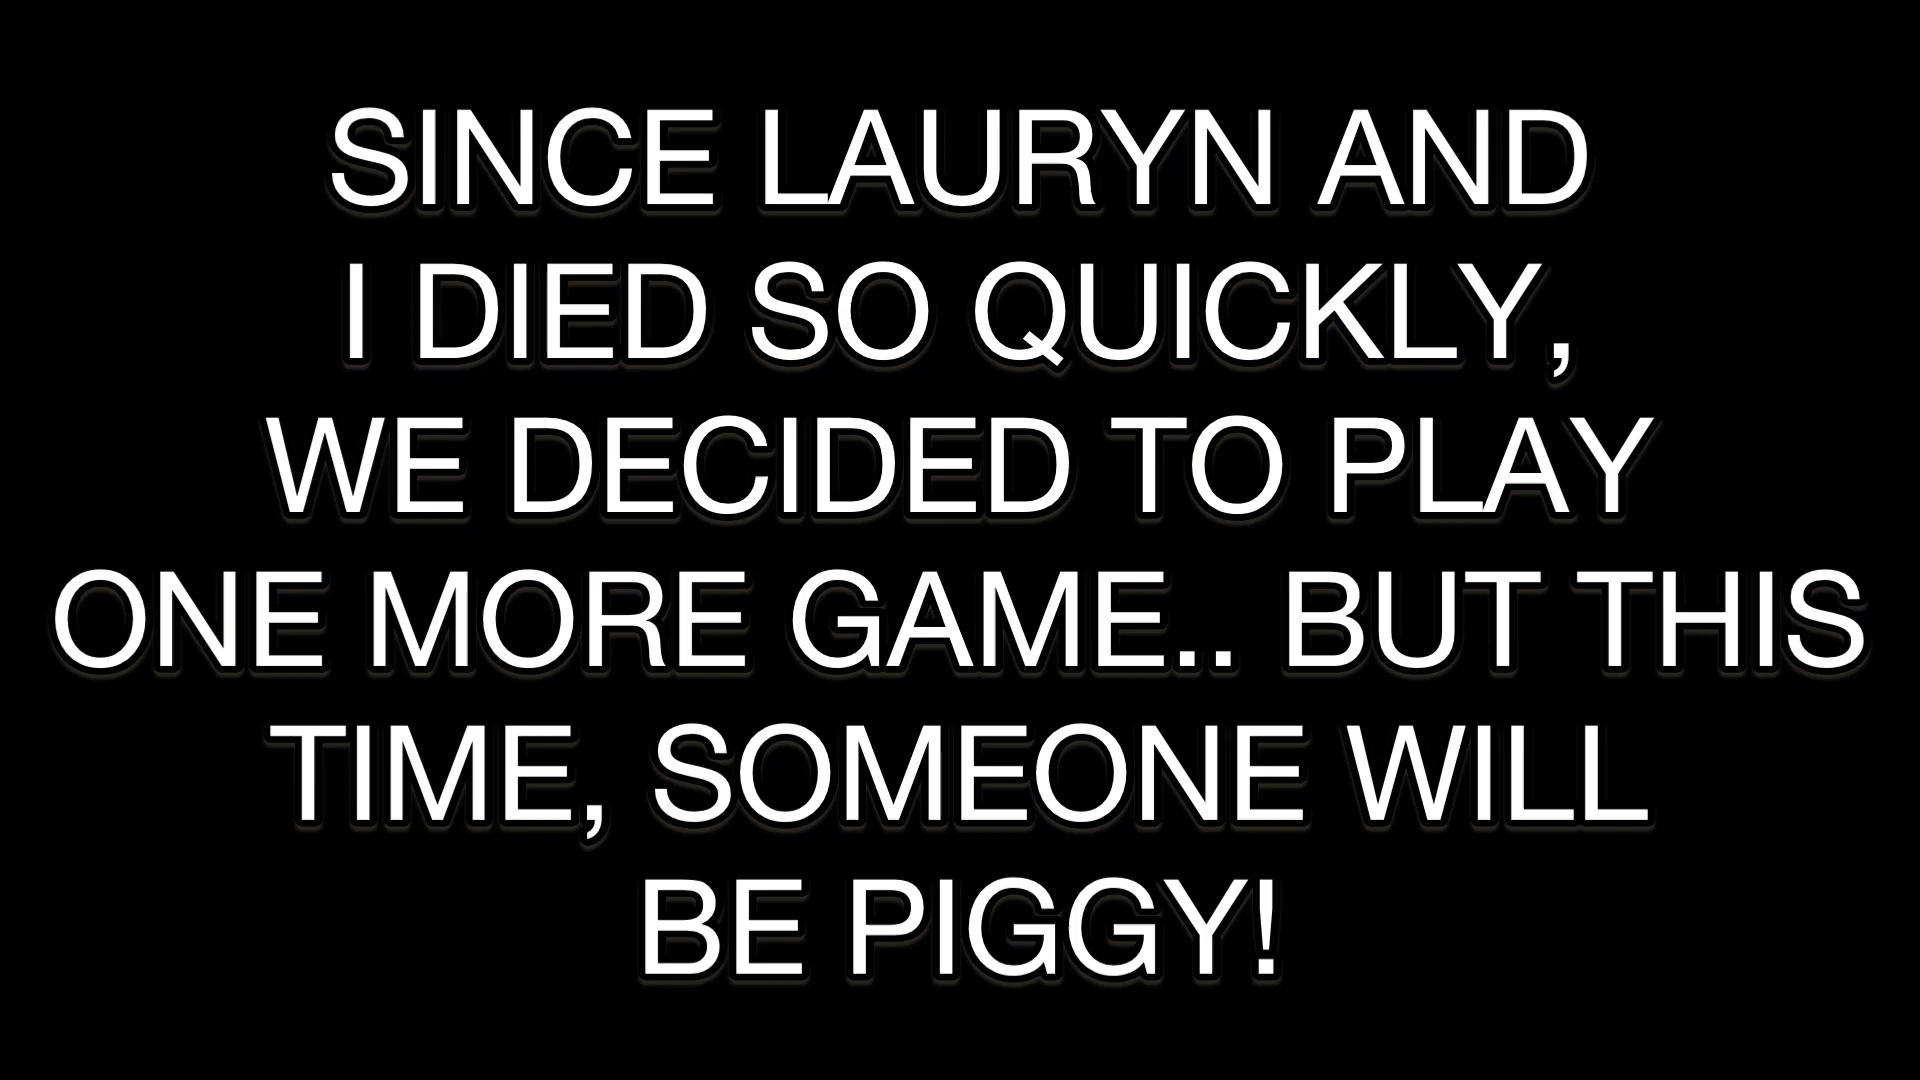 SINCE LAURYN AND
I DIED SO QUICKLY,
WE DECIDED TO PLAY
ONE MORE GAME.. BUT THIS
TIME, SOMEONE WILL
BE PIGGY!